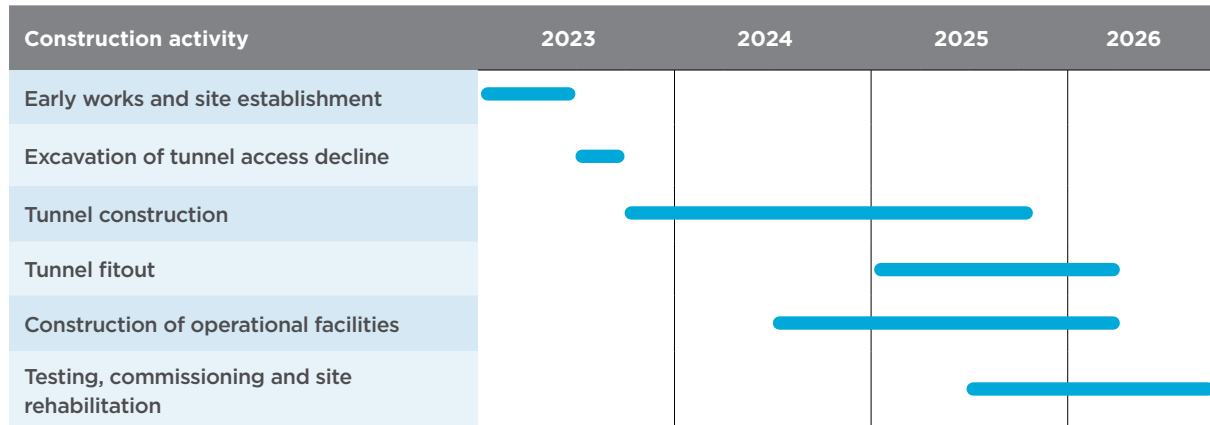 Construction activity 2023 2024 2025 2026
Early works and site establishment
Excavation of tunnel access decline
Tunnel construction
Tunnel fitout
Construction of operational facilities
Testing, commissioning and site
rehabilitation